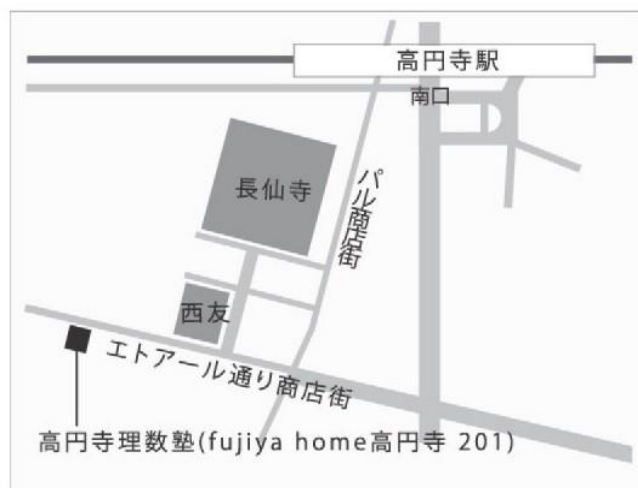 高円寺駅
南口
長仙寺
パル商店街
西友
エトアール通り商店街
高円寺理数塾(fujiya home高円寺 201)